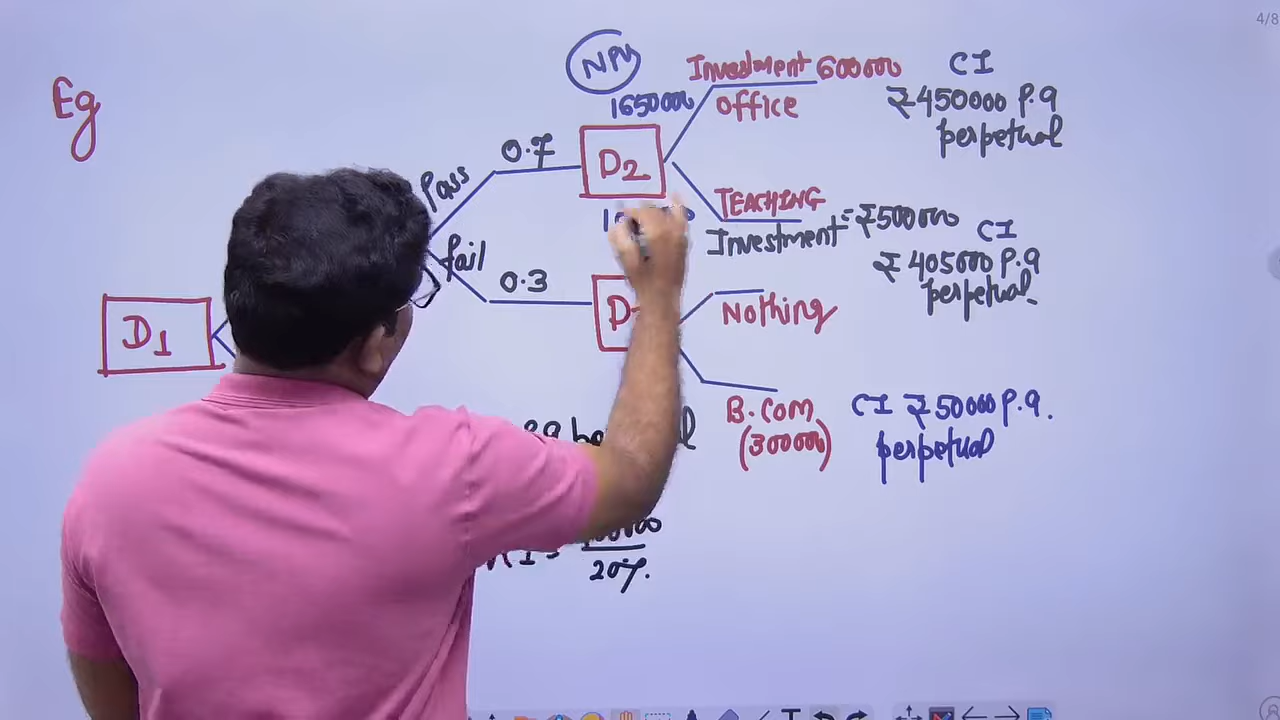 4/8
Eg
NPV
Investment 600000
CI
1650000
Office
₹450000 P.a
perpetual
Pass
0.7
D2
TEACHING
Investment = ₹500000
CI
₹405000 P.a
perpetual.
fail
0.3
D1
Nothing
B.Com
(300000)
CI ₹50000 P.a.
perpetual
20%.